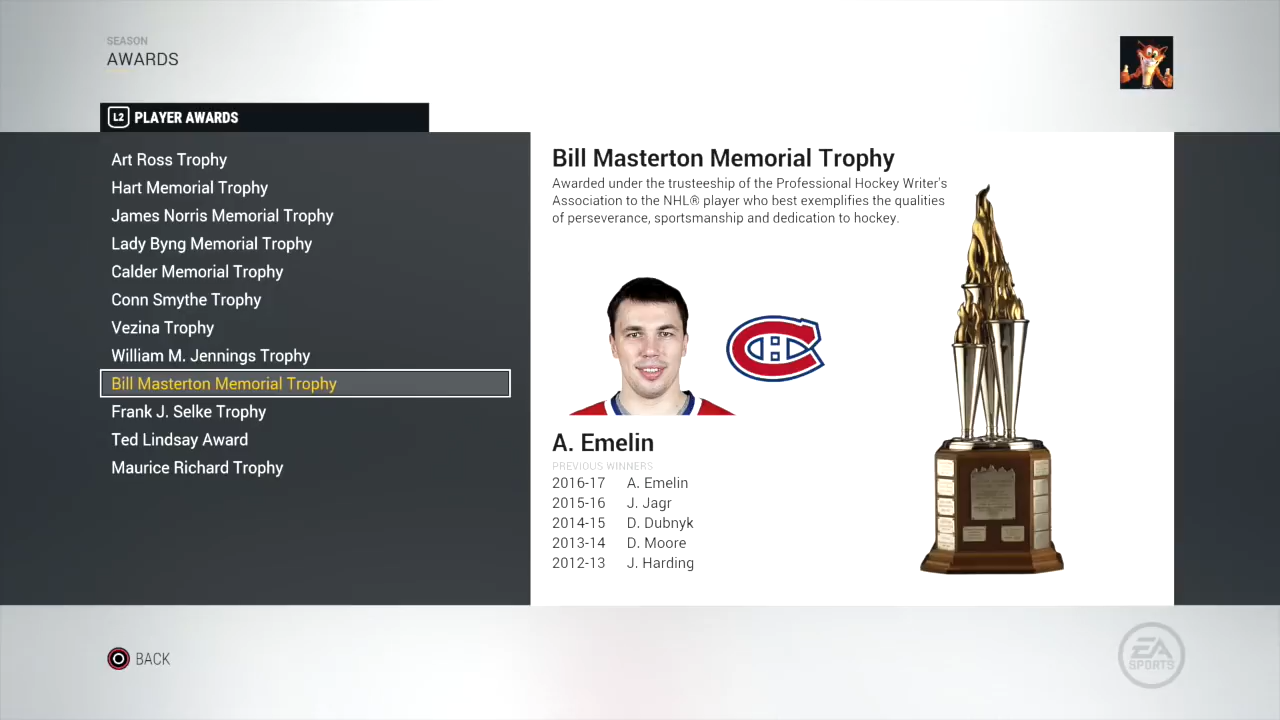 SEASON
AWARDS
L2 PLAYER AWARDS
Art Ross Trophy
Hart Memorial Trophy
James Norris Memorial Trophy
Lady Byng Memorial Trophy
Calder Memorial Trophy
Conn Smythe Trophy
Vezina Trophy
William M. Jennings Trophy
Bill Masterton Memorial Trophy
Frank J. Selke Trophy
Ted Lindsay Award
Maurice Richard Trophy
Bill Masterton Memorial Trophy
Awarded under the trusteeship of the Professional Hockey Writer's
Association to the NHL® player who best exemplifies the qualities
of perseverance, sportsmanship and dedication to hockey.
A. Emelin
PREVIOUS WINNERS
2016-17 A. Emelin
2015-16 J. Jagr
2014-15 D. Dubnyk
2013-14 D. Moore
2012-13 J. Harding
BACK
EA
SPORTS